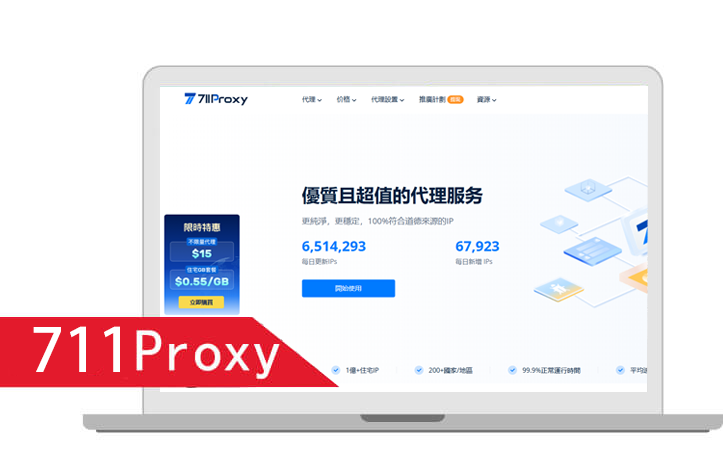 711Proxy
代理 价格 代理設置 推廣計劃 資源
優質且超值的代理服务
更純淨，更穩定，100%符合道德來源的IP
6,514,293 67,923
每日更新IPs 每日新增 IPs
開始使用
限時特惠
不限量代理
$15
住宅GB套餐
$0.55/GB
立即購買
711Proxy
1億+住宅IP 200+國家/地區 99.9%正常運行時間 平均